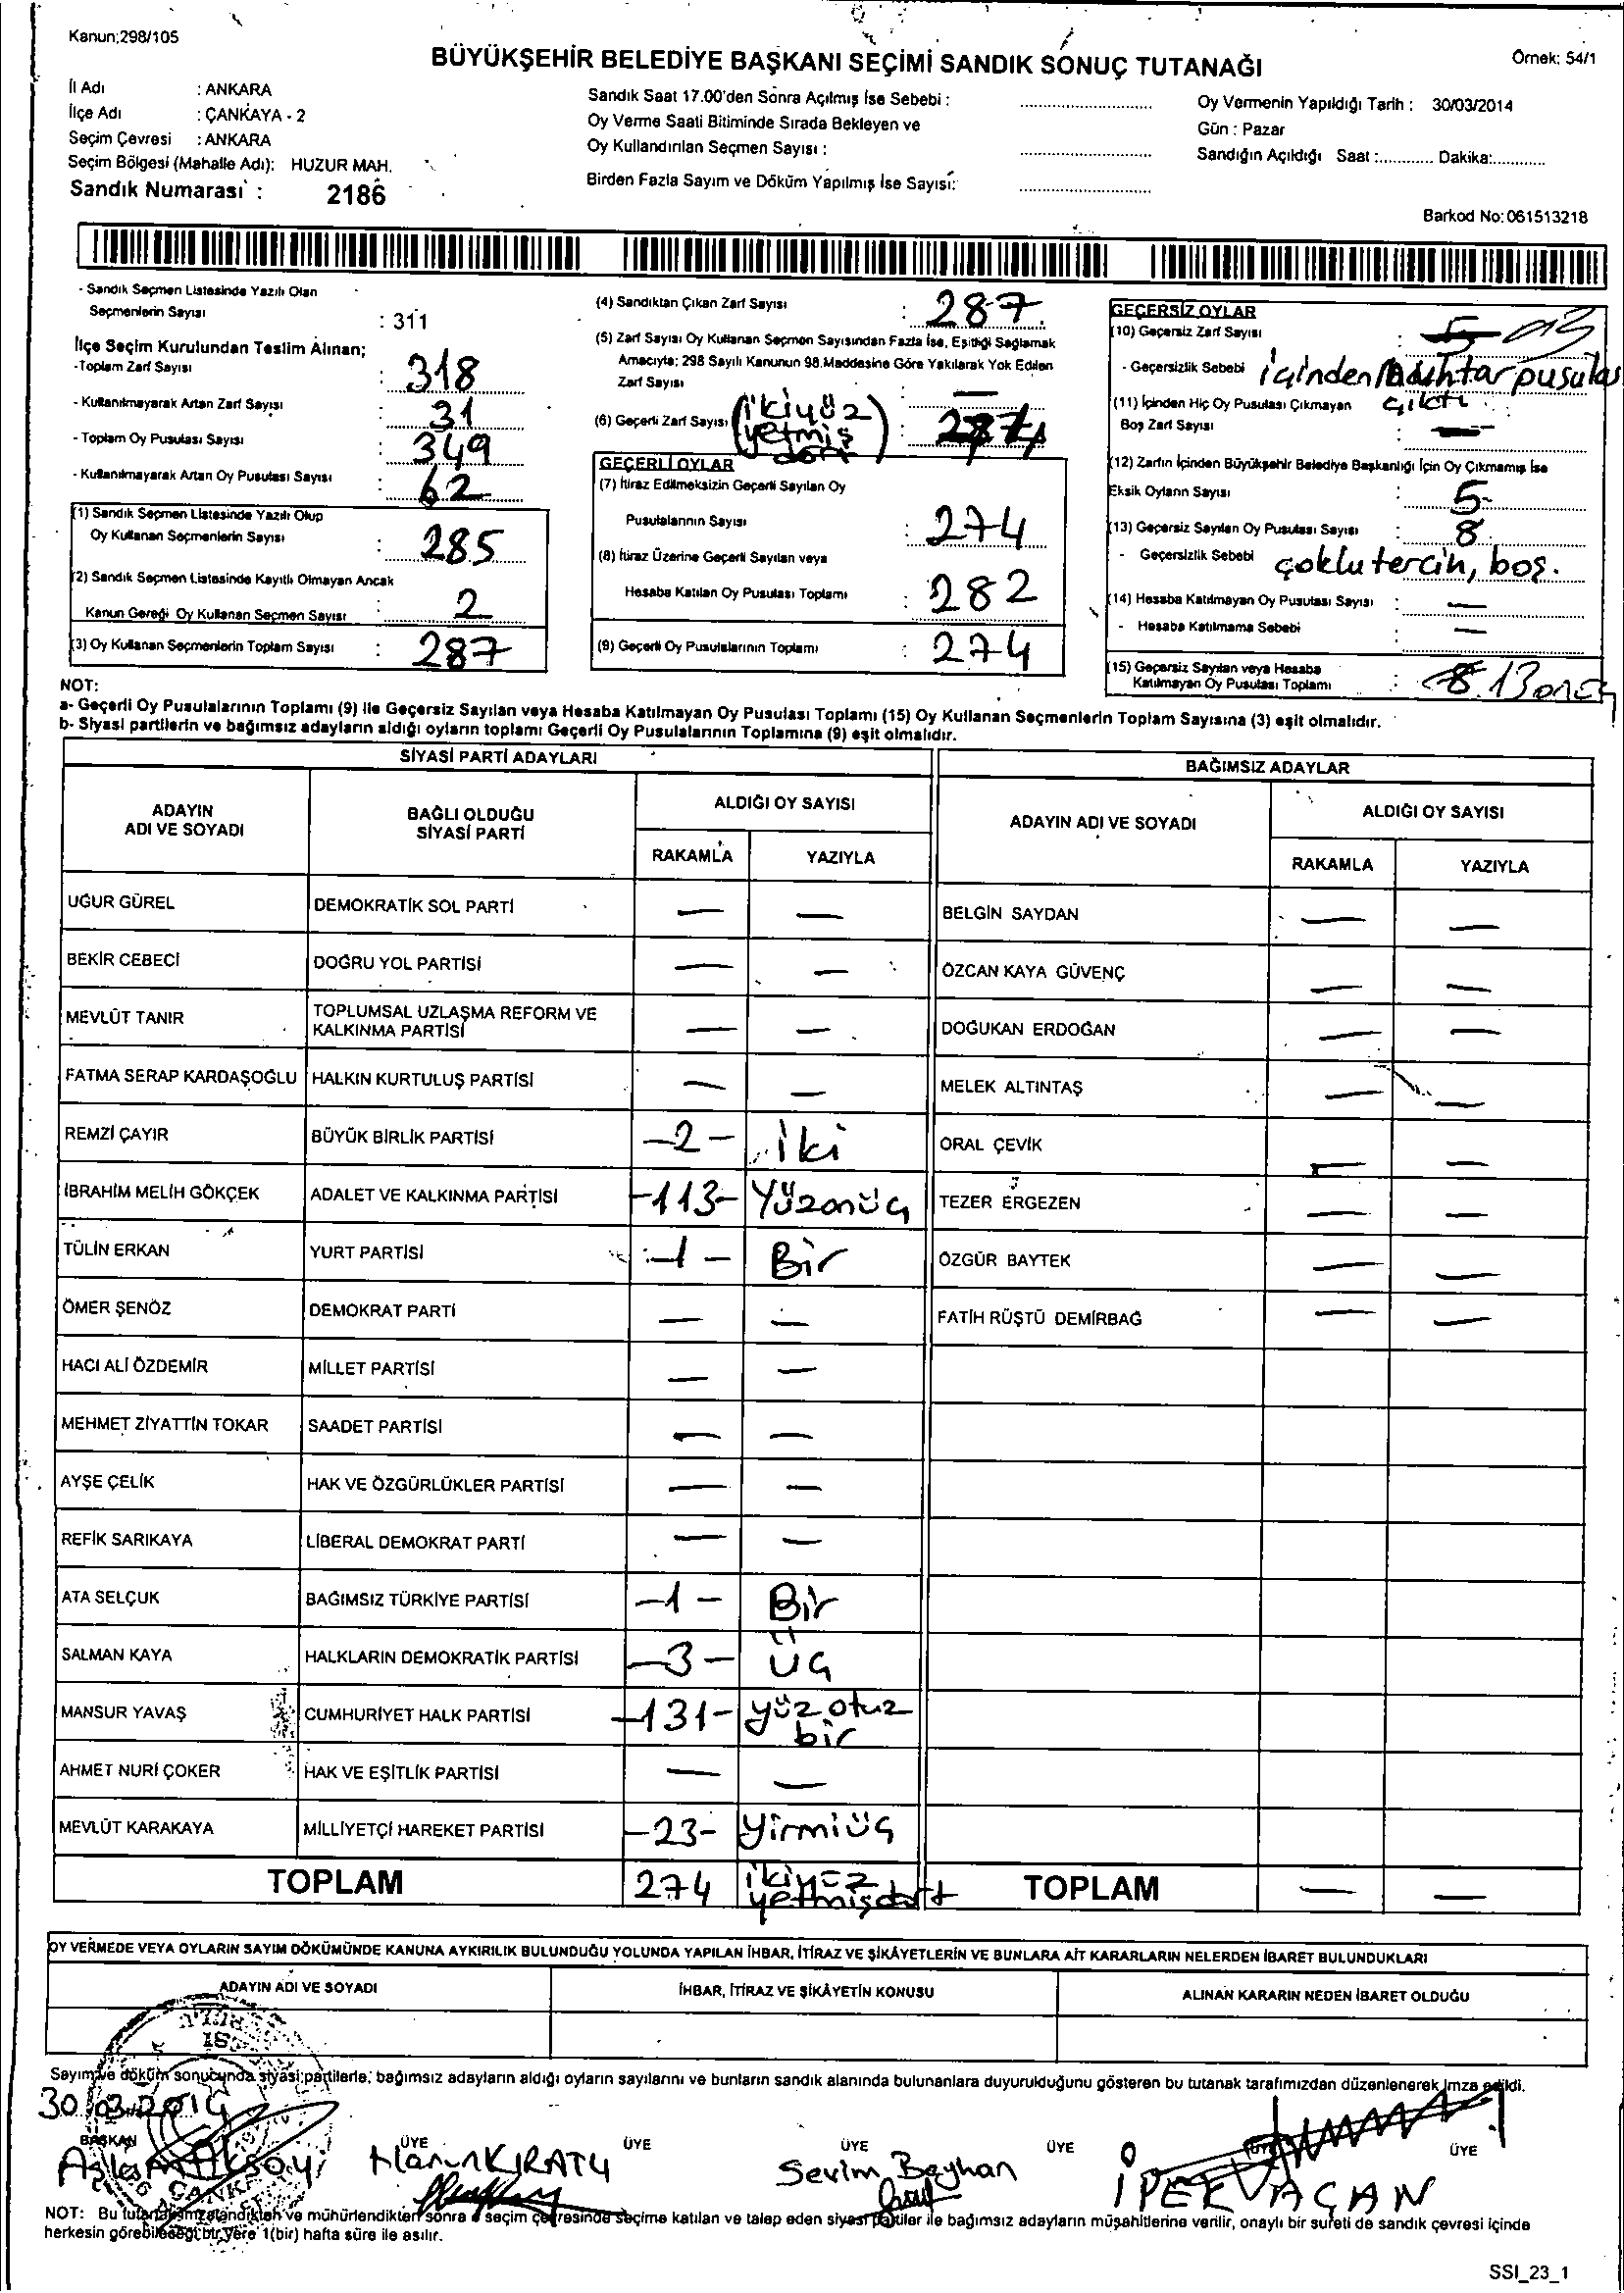 Kanun;298/105
BÜYÜKŞEHİR BELEDİYE BAŞKANI SEÇİMİ SANDIK SONUÇ TUTANAĞI
Örnek: 54/1
İl Adı : ANKARA
İlçe Adı : ÇANKAYA - 2
Seçim Çevresi : ANKARA
Seçim Bölgesi (Mahalle Adı): HUZUR MAH.
Sandık Numarası : 2186
Sandık Saat 17.00'den Sonra Açılmış İse Sebebi :
Oy Verme Saati Bitiminde Sırada Bekleyen ve
Oy Kullandırılan Seçmen Sayısı :
Birden Fazla Sayım ve Döküm Yapılmış İse Sayısı:
Oy Vermenin Yapıldığı Tarih : 30/03/2014
Gün : Pazar
Sandığın Açıldığı Saat :............ Dakika:............
Barkod No:061513218
- Sandık Seçmen Listesinde Yazılı Olan
Seçmenlerin Sayısı : 311
İlçe Seçim Kurulundan Teslim Alınan;
-Toplam Zarf Sayısı : 318
- Kullanılmayarak Artan Zarf Sayısı : 31
- Toplam Oy Pusulası Sayısı : 349
- Kullanılmayarak Artan Oy Pusulası Sayısı : 62
(1) Sandık Seçmen Listesinde Yazılı Olup
Oy Kullanan Seçmenlerin Sayısı : 285
(2) Sandık Seçmen Listesinde Kayıtlı Olmayan Ancak
Kanun Gereği Oy Kullanan Seçmen Sayısı : 2
(3) Oy Kullanan Seçmenlerin Toplam Sayısı : 287
(4) Sandıktan Çıkan Zarf Sayısı : 287
(5) Zarf Sayısı Oy Kullanan Seçmen Sayısından Fazla İse, Eşitliği Sağlamak
Amacıyla; 298 Sayılı Kanunun 98.Maddesine Göre Yakılarak Yok Edilen
Zarf Sayısı : —
(6) Geçerli Zarf Sayısı (ikiyüz yetmiş dört) : 274
GEÇERLİ OYLAR
(7) İtiraz Edilmeksizin Geçerli Sayılan Oy
Pusulalarının Sayısı : 274
(8) İtiraz Üzerine Geçerli Sayılan veya
Hesaba Katılan Oy Pusulası Toplamı : 282
(9) Geçerli Oy Pusulalarının Toplamı : 274
GEÇERSİZ OYLAR
(10) Geçersiz Zarf Sayısı : 5
- Geçersizlik Sebebi içinden Muhtar pusulası
çıktı
(11) İçinden Hiç Oy Pusulası Çıkmayan
Boş Zarf Sayısı : —
(12) Zarfın İçinden Büyükşehir Belediye Başkanlığı İçin Oy Çıkmamış İse
Eksik Oyların Sayısı : 5
(13) Geçersiz Sayılan Oy Pusulası Sayısı : 8
- Geçersizlik Sebebi çoklu tercih, boş.
(14) Hesaba Katılmayan Oy Pusulası Sayısı : —
- Hesaba Katılmama Sebebi : —
(15) Geçersiz Sayılan veya Hesaba
Katılmayan Oy Pusulası Toplamı : 8 13 onüç
NOT:
a- Geçerli Oy Pusulalarının Toplamı (9) ile Geçersiz Sayılan veya Hesaba Katılmayan Oy Pusulası Toplamı (15) Oy Kullanan Seçmenlerin Toplam Sayısına (3) eşit olmalıdır.
b- Siyasi partilerin ve bağımsız adayların aldığı oyların toplamı Geçerli Oy Pusulalarının Toplamına (9) eşit olmalıdır.
SİYASİ PARTİ ADAYLARI
BAĞIMSIZ ADAYLAR
ADAYIN ADI VE SOYADI
BAĞLI OLDUĞU SİYASİ PARTİ
ALDIĞI OY SAYISI
RAKAMLA YAZIYLA
ADAYIN ADI VE SOYADI
ALDIĞI OY SAYISI
RAKAMLA YAZIYLA
UĞUR GÜREL DEMOKRATİK SOL PARTİ — — BELGİN SAYDAN — —
BEKİR CEBECİ DOĞRU YOL PARTİSİ — — ÖZCAN KAYA GÜVENÇ — —
MEVLÜT TANIR TOPLUMSAL UZLAŞMA REFORM VE KALKINMA PARTİSİ — — DOĞUKAN ERDOĞAN — —
FATMA SERAP KARDAŞOĞLU HALKIN KURTULUŞ PARTİSİ — — MELEK ALTINTAŞ — —
REMZİ ÇAYIR BÜYÜK BİRLİK PARTİSİ -2- iki ORAL ÇEVİK — —
İBRAHİM MELİH GÖKÇEK ADALET VE KALKINMA PARTİSİ -113- Yüzonüç TEZER ERGEZEN — —
TÜLİN ERKAN YURT PARTİSİ -1- Bir ÖZGÜR BAYTEK — —
ÖMER ŞENÖZ DEMOKRAT PARTİ — — FATİH RÜŞTÜ DEMİRBAĞ — —
HACI ALİ ÖZDEMİR MİLLET PARTİSİ — —
MEHMET ZİYATTİN TOKAR SAADET PARTİSİ — —
AYŞE ÇELİK HAK VE ÖZGÜRLÜKLER PARTİSİ — —
REFİK SARIKAYA LİBERAL DEMOKRAT PARTİ — —
ATA SELÇUK BAĞIMSIZ TÜRKİYE PARTİSİ -1- Bir
SALMAN KAYA HALKLARIN DEMOKRATİK PARTİSİ -3- Üç
MANSUR YAVAŞ CUMHURİYET HALK PARTİSİ -131- yüz otuz bir
AHMET NURİ ÇOKER HAK VE EŞİTLİK PARTİSİ — —
MEVLÜT KARAKAYA MİLLİYETÇİ HAREKET PARTİSİ -23- Yirmiüç
TOPLAM 274 ikiyüz yetmişdört TOPLAM — —
OY VERMEDE VEYA OYLARIN SAYIM DÖKÜMÜNDE KANUNA AYKIRILIK BULUNDUĞU YOLUNDA YAPILAN İHBAR, İTİRAZ VE ŞİKÂYETLERİN VE BUNLARA AİT KARARLARIN NELERDEN İBARET BULUNDUKLARI
ADAYIN ADI VE SOYADI İHBAR, İTİRAZ VE ŞİKÂYETİN KONUSU ALINAN KARARIN NEDEN İBARET OLDUĞU
Sayım ve döküm sonucunda siyasi partilerle, bağımsız adayların aldığı oyların sayılarını ve bunların sandık alanında bulunanlara duyurulduğunu gösteren bu tutanak tarafımızdan düzenlenerek imza edildi.
30.03.2014
BAŞKAN ÜYE ÜYE ÜYE ÜYE ÜYE ÜYE
Sevim Beyhan
İPEK AÇAN
NOT: Bu tutanak imzalandıktan ve mühürlendikten sonra seçim çevresinde seçime katılan ve talep eden siyasi partiler ile bağımsız adayların müşahitlerine verilir, onaylı bir sureti de sandık çevresi içinde
herkesin görebileceği bir yere 1(bir) hafta süre ile asılır.
SSI_23_1